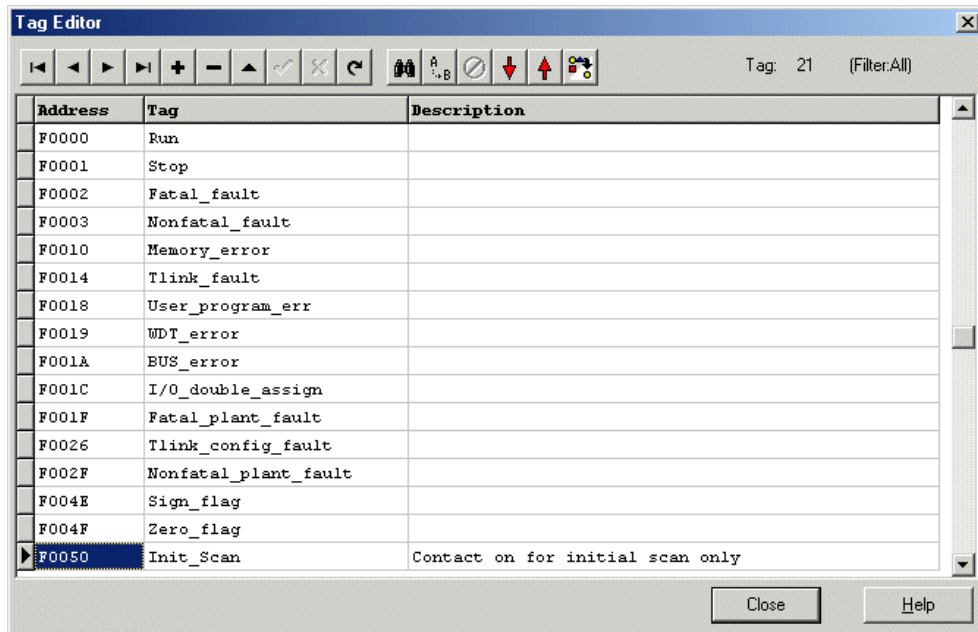 Tag Editor
A B Tag: 21 (Filter:All)
Address Tag Description
F0000 Run
F0001 Stop
F0002 Fatal_fault
F0003 Nonfatal_fault
F0010 Memory_error
F0014 Tlink_fault
F0018 User_program_err
F0019 WDT_error
F001A BUS_error
F001C I/O_double_assign
F001F Fatal_plant_fault
F0026 Tlink_config_fault
F002F Nonfatal_plant_fault
F004E Sign_flag
F004F Zero_flag
F0050 Init_Scan Contact on for initial scan only
Close Help